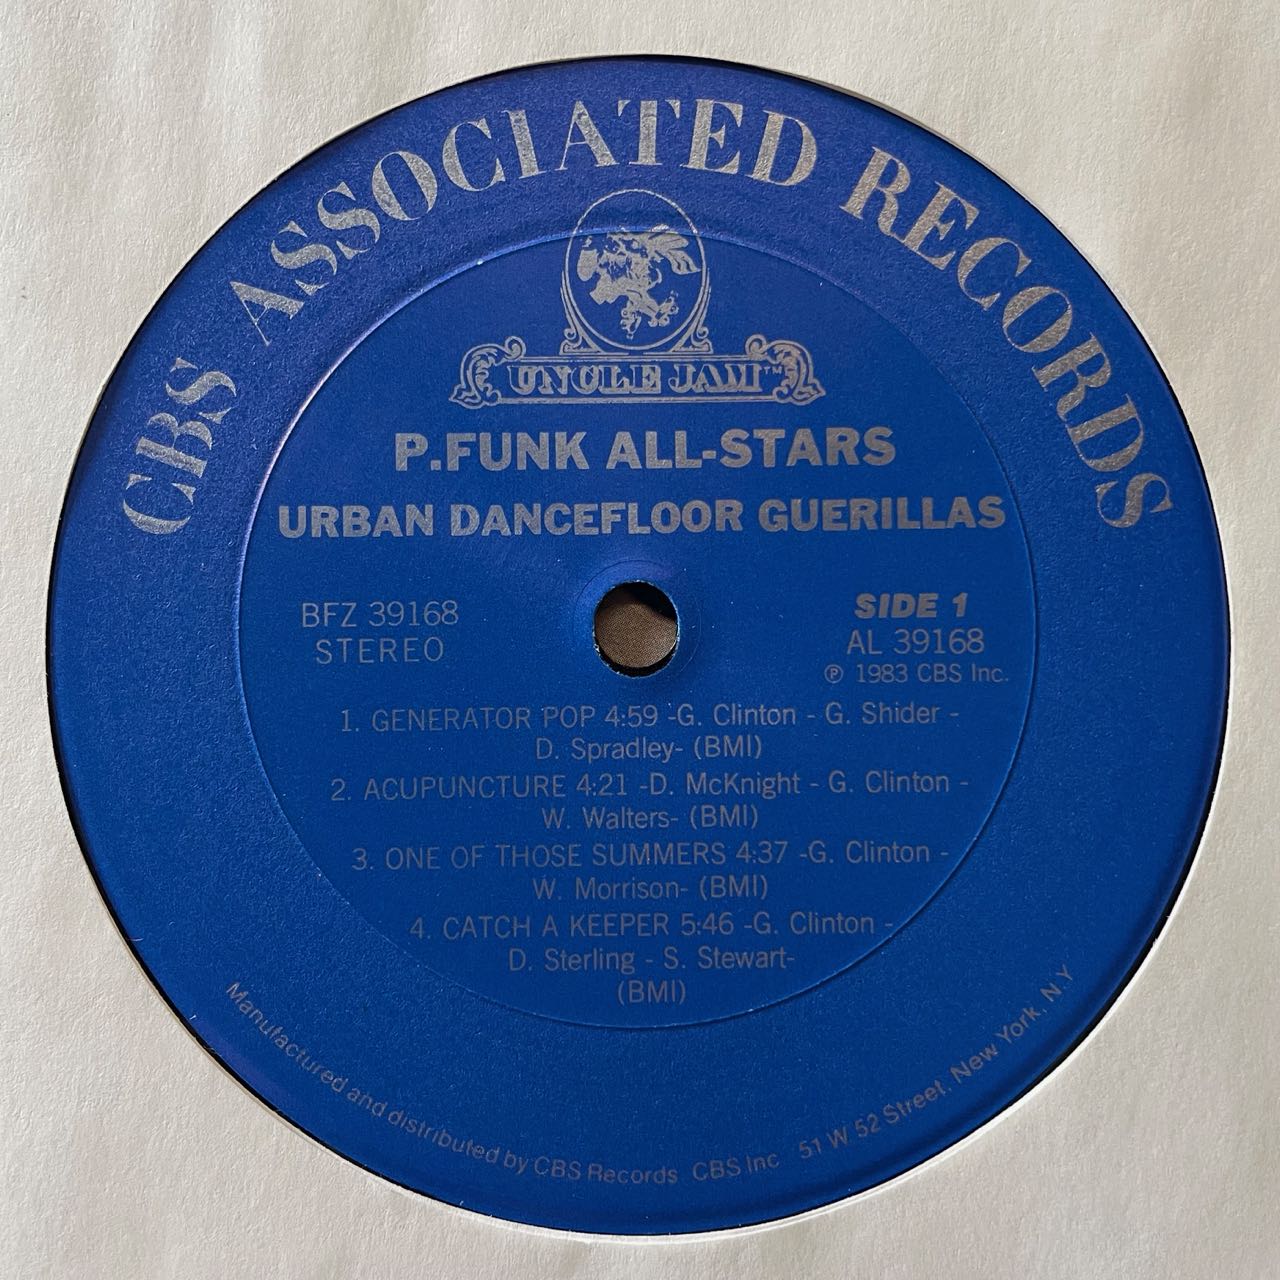 CBS ASSOCIATED RECORDS
UNCLE JAM™
P.FUNK ALL-STARS
URBAN DANCEFLOOR GUERILLAS
BFZ 39168
STEREO
SIDE 1
AL 39168
℗ 1983 CBS Inc.
1. GENERATOR POP 4:59 -G. Clinton - G. Shider -
D. Spradley- (BMI)
2. ACUPUNCTURE 4:21 -D. McKnight - G. Clinton -
W. Walters- (BMI)
3. ONE OF THOSE SUMMERS 4:37 -G. Clinton -
W. Morrison- (BMI)
4. CATCH A KEEPER 5:46 -G. Clinton -
D. Sterling - S. Stewart-
(BMI)
Manufactured and distributed by CBS Records CBS Inc 51 W 52 Street, New York, N Y